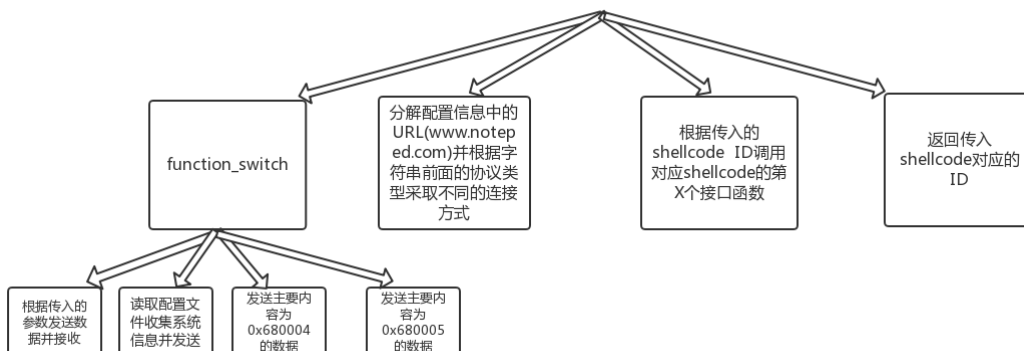 function_switch
分解配置信息中的
URL(www.notep
ed.com)并根据字
符串前面的协议类
型采取不同的连接
方式
根据传入的
shellcode ID调用
对应shellcode的第
X个接口函数
返回传入
shellcode对应的
ID
根据传入的
参数发送数
据并接收
读取配置文
件收集系统
信息并发送
发送主要内
容为
0x680004
的数据
发送主要内
容为
0x680005
的数据